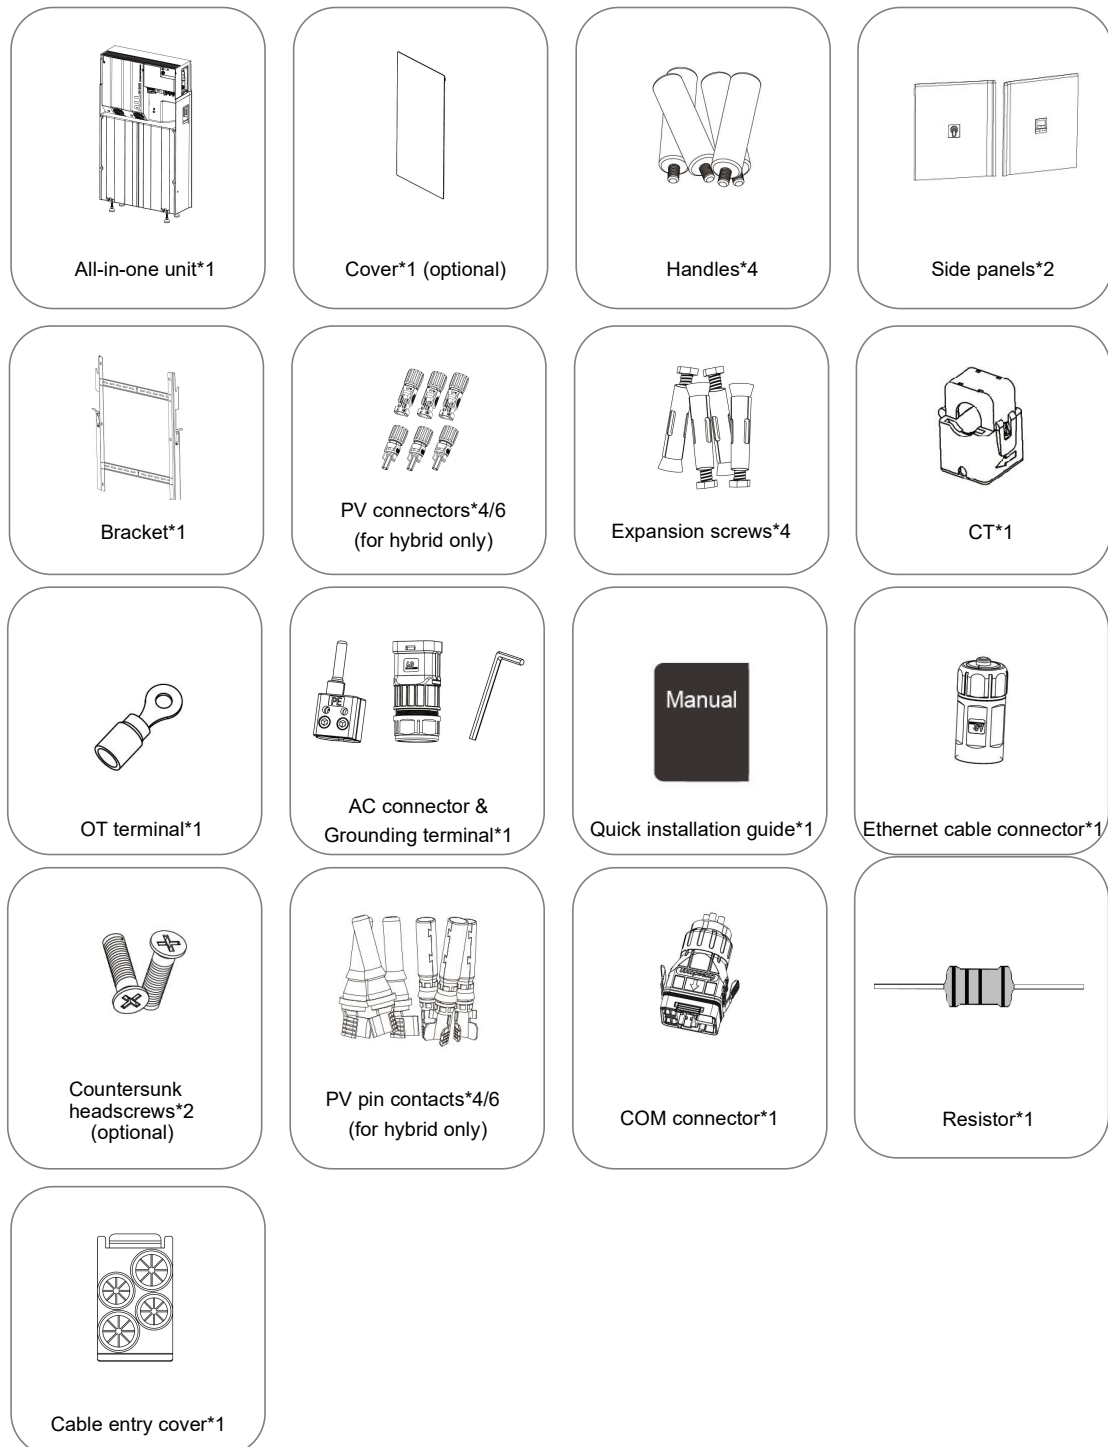 All-in-one unit*1
Cover*1 (optional)
Handles*4
Side panels*2
Bracket*1
PV connectors*4/6
(for hybrid only)
Expansion screws*4
CT*1
OT terminal*1
PE
AC connector &
Grounding terminal*1
Manual
Quick installation guide*1
Ethernet cable connector*1
Countersunk
headscrews*2
(optional)
PV pin contacts*4/6
(for hybrid only)
COM connector*1
Resistor*1
Cable entry cover*1